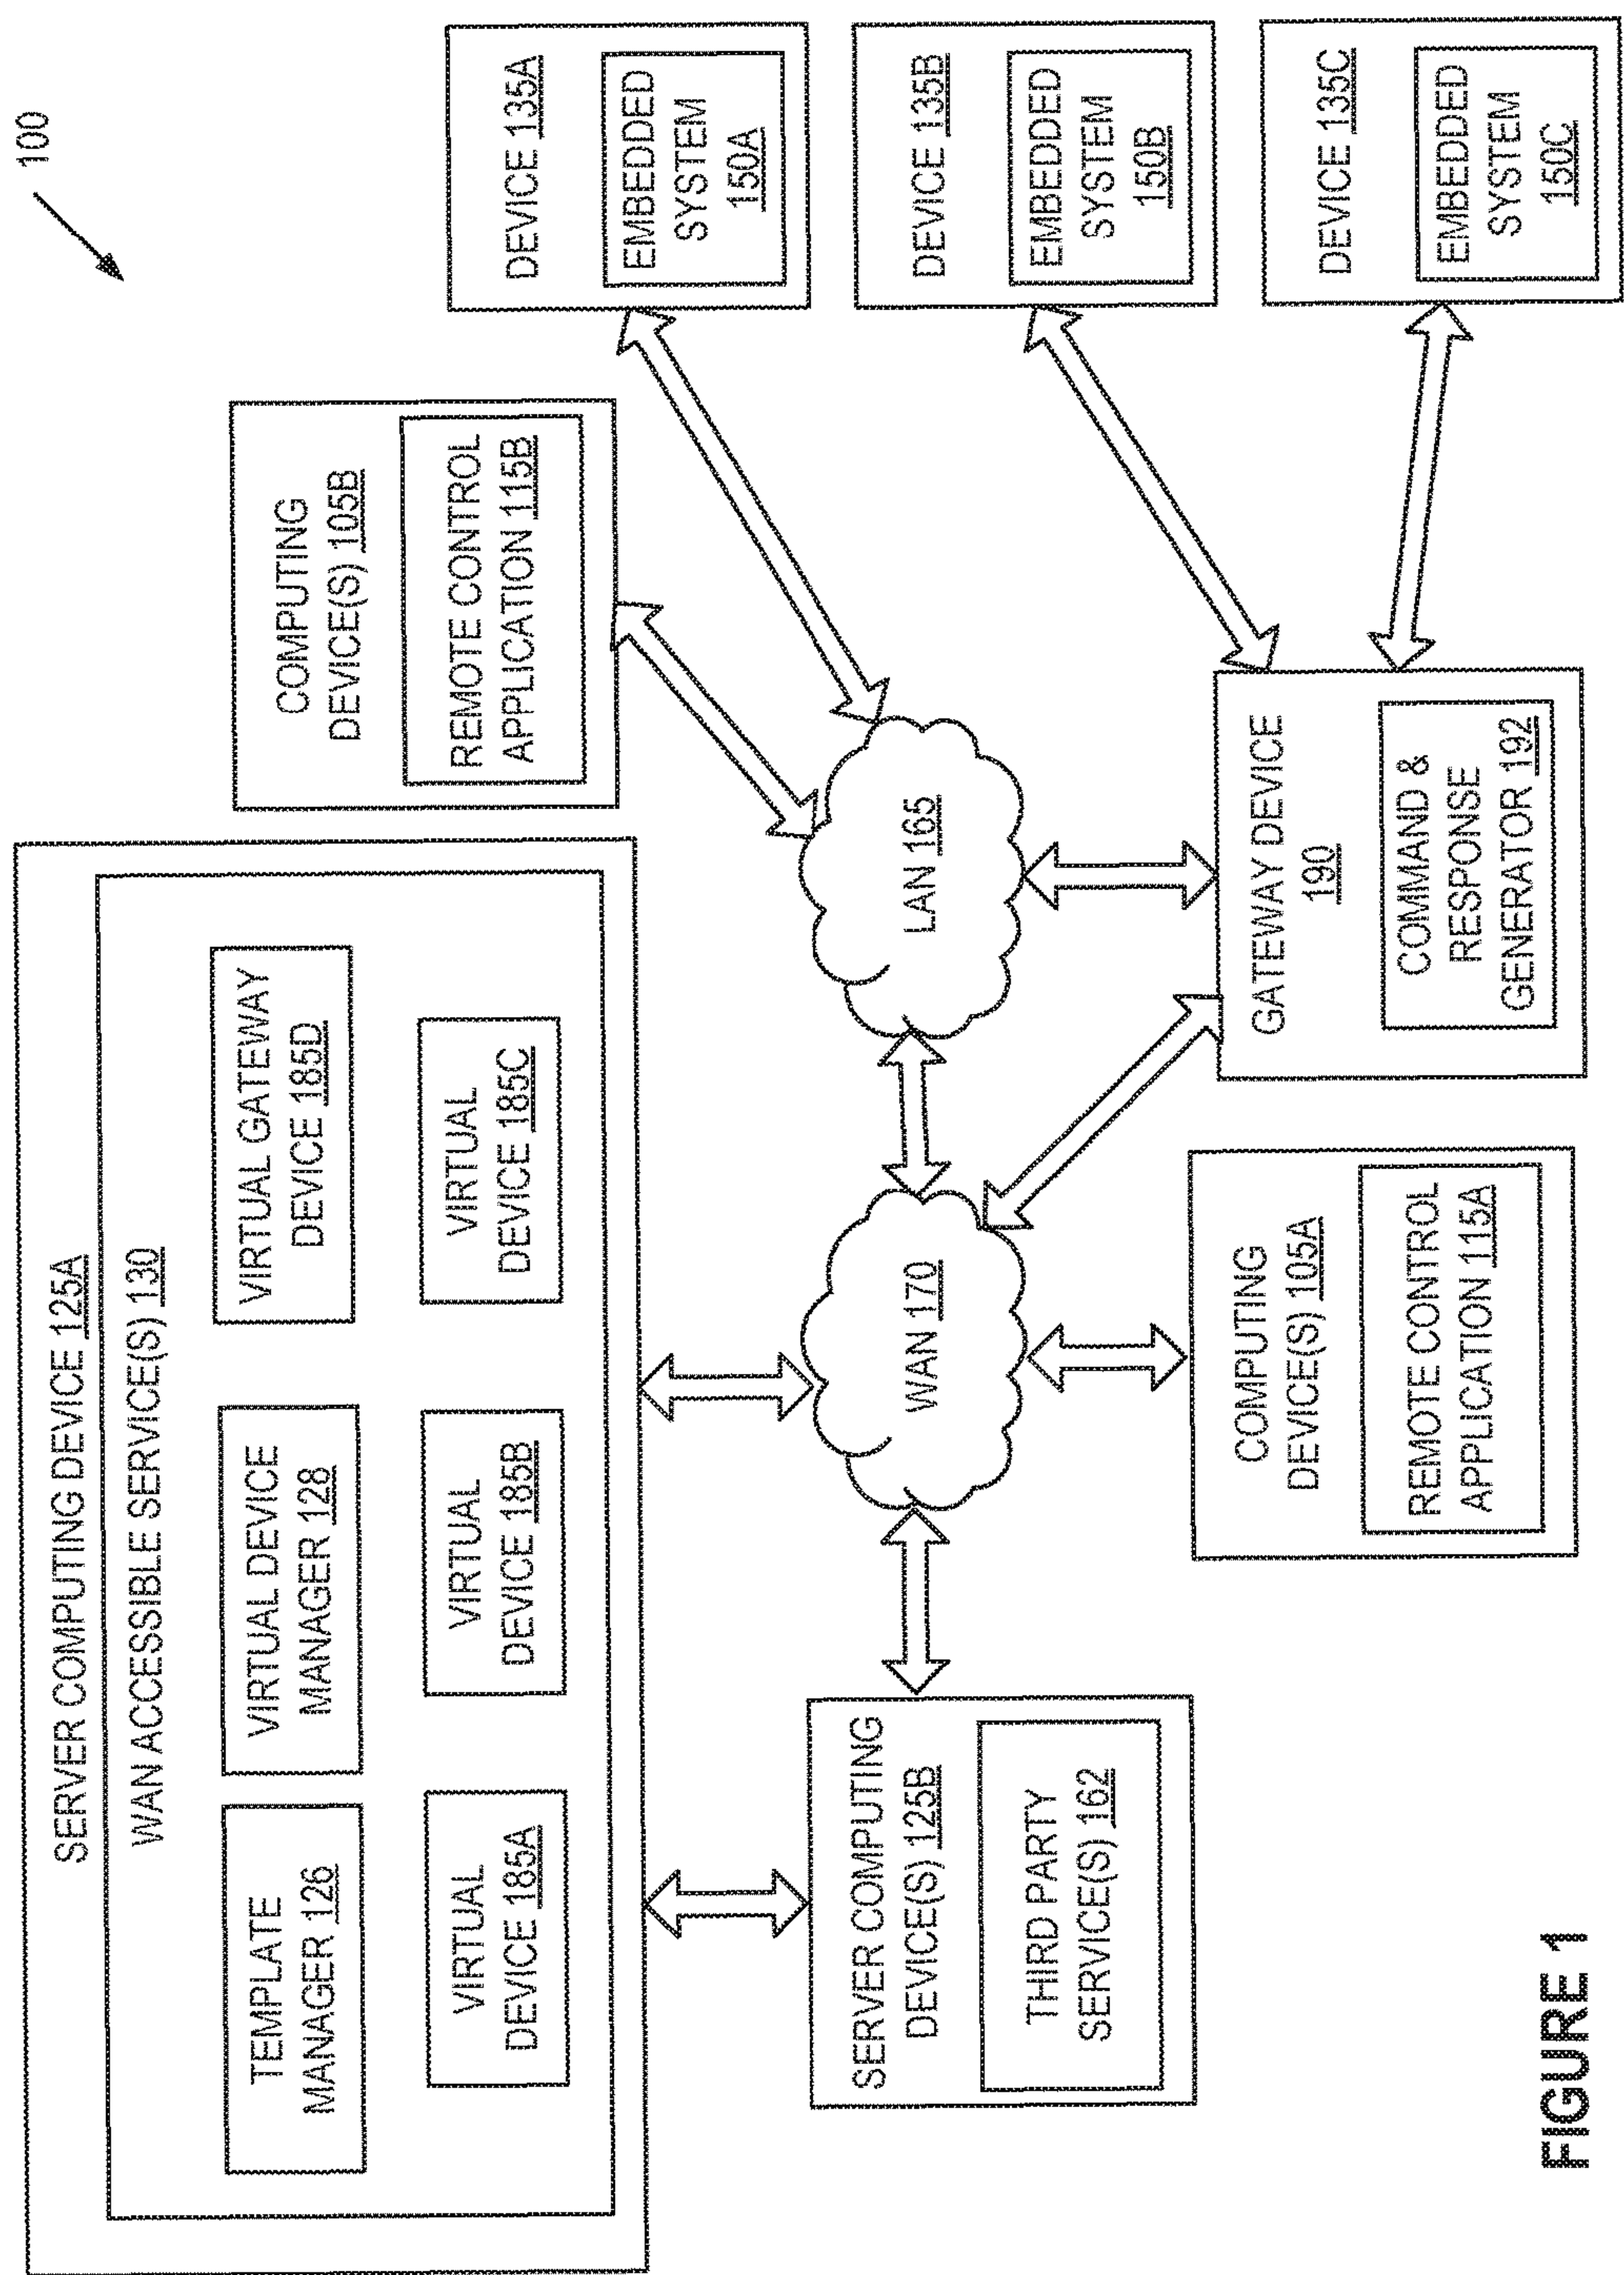 100
SERVER COMPUTING DEVICE 125A
WAN ACCESSIBLE SERVICE(S) 130
TEMPLATE
MANAGER 126
VIRTUAL DEVICE
MANAGER 128
VIRTUAL GATEWAY
DEVICE 185D
VIRTUAL
DEVICE 185A
VIRTUAL
DEVICE 185B
VIRTUAL
DEVICE 185C
COMPUTING
DEVICE(S) 105B
REMOTE CONTROL
APPLICATION 115B
DEVICE 135A
EMBEDDED
SYSTEM
150A
SERVER COMPUTING
DEVICE(S) 125B
THIRD PARTY
SERVICE(S) 162
WAN 170
LAN 165
DEVICE 135B
EMBEDDED
SYSTEM
150B
COMPUTING
DEVICE(S) 105A
REMOTE CONTROL
APPLICATION 115A
GATEWAY DEVICE
190
COMMAND &
RESPONSE
GENERATOR 192
DEVICE 135C
EMBEDDED
SYSTEM
150C
FIGURE 1